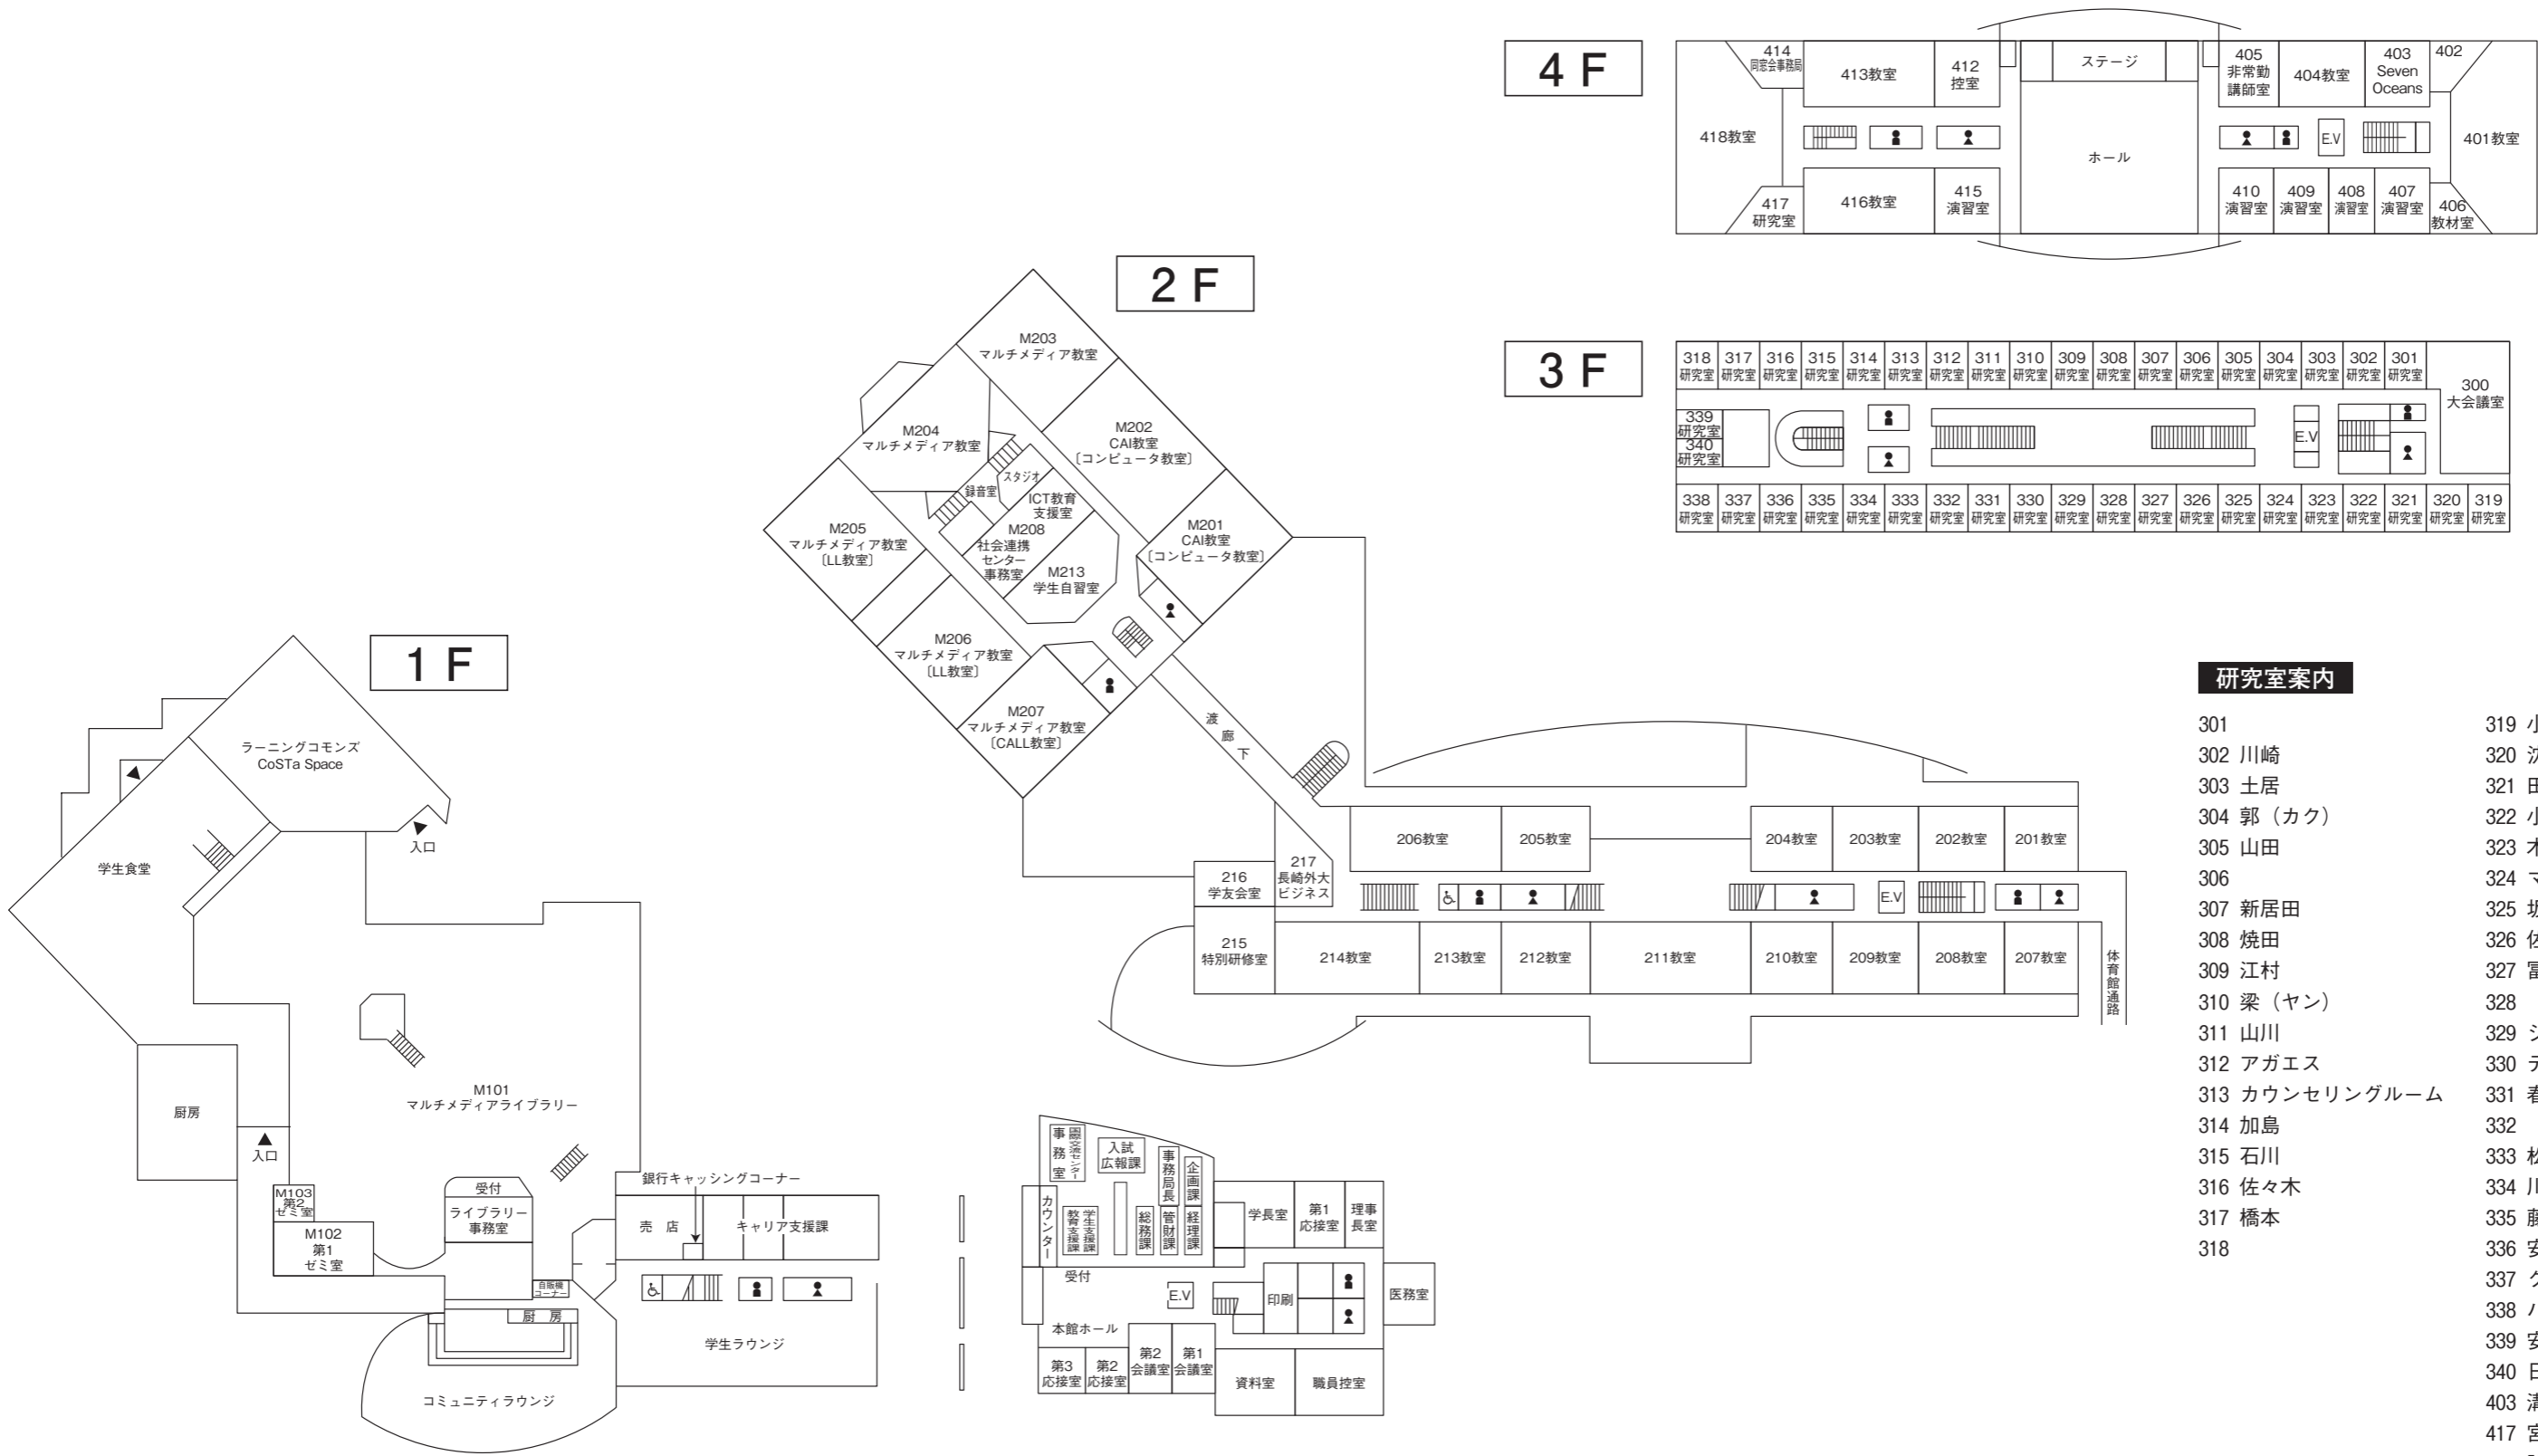 4 F
414
同窓会事務局
413教室
412
控室
ステージ
405
非常勤
講師室
404教室
403
Seven
Oceans
402
418教室
ホール
E.V
401教室
417
研究室
416教室
415
演習室
410
演習室
409
演習室
408
演習室
407
演習室
406
教材室
3 F
318
研究室
317
研究室
316
研究室
315
研究室
314
研究室
313
研究室
312
研究室
311
研究室
310
研究室
309
研究室
308
研究室
307
研究室
306
研究室
305
研究室
304
研究室
303
研究室
302
研究室
301
研究室
300
大会議室
339
研究室
340
研究室
E.V
338
研究室
337
研究室
336
研究室
335
研究室
334
研究室
333
研究室
332
研究室
331
研究室
330
研究室
329
研究室
328
研究室
327
研究室
326
研究室
325
研究室
324
研究室
323
研究室
322
研究室
321
研究室
320
研究室
319
研究室
2 F
M203
マルチメディア教室
M204
マルチメディア教室
M202
CAI教室
〔コンピュータ教室〕
スタジオ
録音室
ICT教育
支援室
M205
マルチメディア教室
〔LL教室〕
M208
社会連携
センター
事務室
M201
CAI教室
〔コンピュータ教室〕
M213
学生自習室
M206
マルチメディア教室
〔LL教室〕
M207
マルチメディア教室
〔CALL教室〕
渡廊下
206教室
205教室
204教室
203教室
202教室
201教室
216
学友会室
217
長崎外大
ビジネス
E.V
215
特別研修室
214教室
213教室
212教室
211教室
210教室
209教室
208教室
207教室
体育館通路
1 F
ラーニングコモンズ
CoSTa Space
入口
学生食堂
厨房
M101
マルチメディアライブラリー
入口
M103
第2
ゼミ室
M102
第1
ゼミ室
受付
ライブラリー
事務室
自販機
コーナー
厨 房
コミュニティラウンジ
銀行キャッシングコーナー
売 店
キャリア支援課
学生ラウンジ
国際交流センター
事務室
入試
広報課
事務局長
企画課
カウンター
教育支援課
学生支援課
総務課
管財課
経理課
学長室
第1
応接室
理事
長室
受付
E.V
印刷
医務室
本館ホール
第3
応接室
第2
応接室
第2
会議室
第1
会議室
資料室
職員控室
研究室案内
301
302 川崎
303 土居
304 郭（カク）
305 山田
306
307 新居田
308 焼田
309 江村
310 梁（ヤン）
311 山川
312 アガエス
313 カウンセリングルーム
314 加島
315 石川
316 佐々木
317 橋本
318
319
320
321
322
323
324
325
326
327
328
329
330
331
332
333
334
335
336
337
338
339
340
403
417